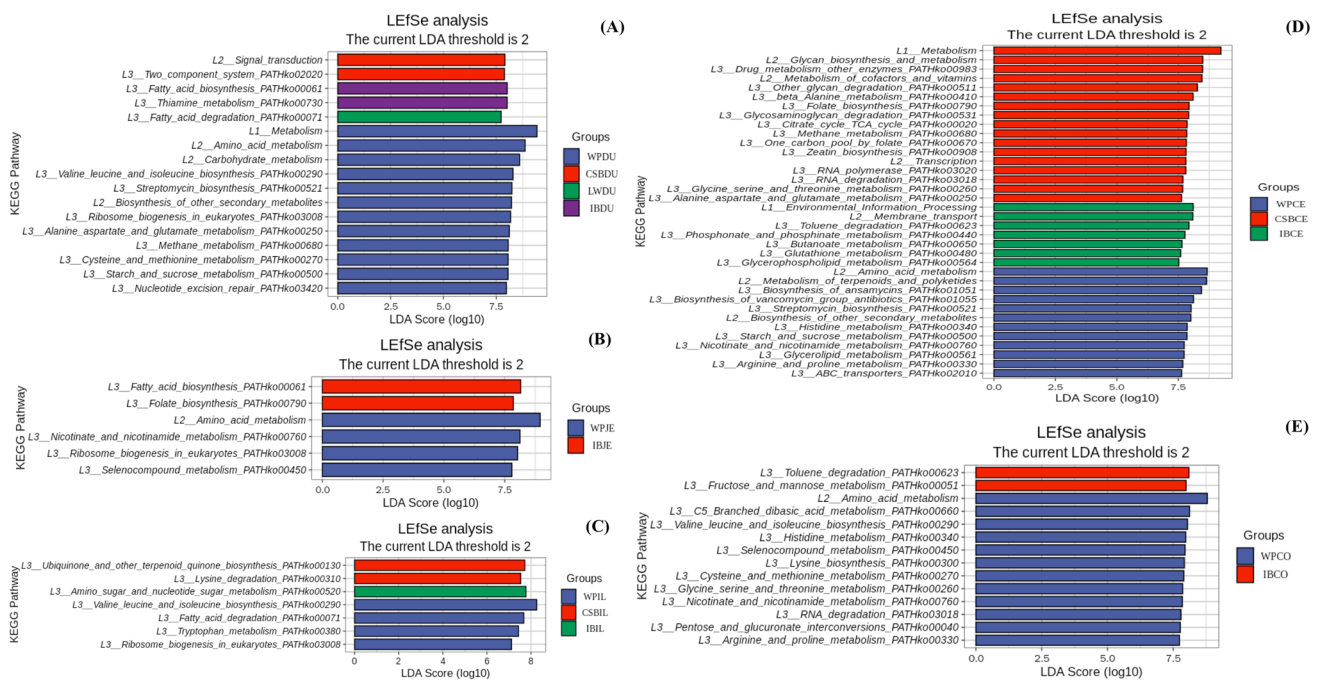 LEfSe analysis
(A)
The current LDA threshold is 2
KEGG Pathway
L2__Signal_transduction
L3__Two_component_system_PATHko02020
L3__Fatty_acid_biosynthesis_PATHko00061
L3__Thiamine_metabolism_PATHko00730
L3__Fatty_acid_degradation_PATHko00071
L1__Metabolism
L2__Amino_acid_metabolism
L2__Carbohydrate_metabolism
L3__Valine_leucine_and_isoleucine_biosynthesis_PATHko00290
L3__Streptomycin_biosynthesis_PATHko00521
L2__Biosynthesis_of_other_secondary_metabolites
L3__Ribosome_biogenesis_in_eukaryotes_PATHko03008
L3__Alanine_aspartate_and_glutamate_metabolism_PATHko00250
L3__Methane_metabolism_PATHko00680
L3__Cysteine_and_methionine_metabolism_PATHko00270
L3__Starch_and_sucrose_metabolism_PATHko00500
L3__Nucleotide_excision_repair_PATHko03420
0.0 2.5 5.0 7.5
LDA Score (log10)
Groups
WPDU
CSBDU
LWDU
IBDU
(B)
LEfSe analysis
The current LDA threshold is 2
KEGG Pathway
L3__Fatty_acid_biosynthesis_PATHko00061
L3__Folate_biosynthesis_PATHko00790
L2__Amino_acid_metabolism
L3__Nicotinate_and_nicotinamide_metabolism_PATHko00760
L3__Ribosome_biogenesis_in_eukaryotes_PATHko03008
L3__Selenocompound_metabolism_PATHko00450
0.0 2.5 5.0 7.5
LDA Score (log10)
Groups
WPJE
IBJE
(C)
LEfSe analysis
The current LDA threshold is 2
KEGG Pathway
L3__Ubiquinone_and_other_terpenoid_quinone_biosynthesis_PATHko00130
L3__Lysine_degradation_PATHko00310
L3__Amino_sugar_and_nucleotide_sugar_metabolism_PATHko00520
L3__Valine_leucine_and_isoleucine_biosynthesis_PATHko00290
L3__Fatty_acid_degradation_PATHko00071
L3__Tryptophan_metabolism_PATHko00380
L3__Ribosome_biogenesis_in_eukaryotes_PATHko03008
0 2 4 6 8
LDA Score (log10)
Groups
WPIL
CSBIL
IBIL
LEfSe analysis
(D)
The current LDA threshold is 2
KEGG Pathway
L1__Metabolism
L2__Glycan_biosynthesis_and_metabolism
L3__Drug_metabolism_other_enzymes_PATHko00983
L2__Metabolism_of_cofactors_and_vitamins
L3__Other_glycan_degradation_PATHko00511
L3__beta_Alanine_metabolism_PATHko00410
L3__Folate_biosynthesis_PATHko00790
L3__Glycosaminoglycan_degradation_PATHko00531
L3__Citrate_cycle_TCA_cycle_PATHko00020
L3__Methane_metabolism_PATHko00680
L3__One_carbon_pool_by_folate_PATHko00670
L3__Zeatin_biosynthesis_PATHko00908
L2__Transcription
L3__RNA_polymerase_PATHko03020
L3__RNA_degradation_PATHko03018
L3__Glycine_serine_and_threonine_metabolism_PATHko00260
L3__Alanine_aspartate_and_glutamate_metabolism_PATHko00250
L1__Environmental_Information_Processing
L2__Membrane_transport
L3__Toluene_degradation_PATHko00623
L3__Phosphonate_and_phosphinate_metabolism_PATHko00440
L3__Butanoate_metabolism_PATHko00650
L3__Glutathione_metabolism_PATHko00480
L3__Glycerophospholipid_metabolism_PATHko00564
L2__Amino_acid_metabolism
L2__Metabolism_of_terpenoids_and_polyketides
L3__Biosynthesis_of_ansamycins_PATHko01051
L3__Biosynthesis_of_vancomycin_group_antibiotics_PATHko01055
L3__Streptomycin_biosynthesis_PATHko00521
L2__Biosynthesis_of_other_secondary_metabolites
L3__Histidine_metabolism_PATHko00340
L3__Starch_and_sucrose_metabolism_PATHko00500
L3__Nicotinate_and_nicotinamide_metabolism_PATHko00760
L3__Glycerolipid_metabolism_PATHko00561
L3__Arginine_and_proline_metabolism_PATHko00330
L3__ABC_transporters_PATHko02010
0.0 2.5 5.0 7.5
LDA Score (log10)
Groups
WPCE
CSBCE
IBCE
(E)
LEfSe analysis
The current LDA threshold is 2
KEGG Pathway
L3__Toluene_degradation_PATHko00623
L3__Fructose_and_mannose_metabolism_PATHko00051
L2__Amino_acid_metabolism
L3__C5_Branched_dibasic_acid_metabolism_PATHko00660
L3__Valine_leucine_and_isoleucine_biosynthesis_PATHko00290
L3__Histidine_metabolism_PATHko00340
L3__Selenocompound_metabolism_PATHko00450
L3__Lysine_biosynthesis_PATHko00300
L3__Cysteine_and_methionine_metabolism_PATHko00270
L3__Glycine_serine_and_threonine_metabolism_PATHko00260
L3__Nicotinate_and_nicotinamide_metabolism_PATHko00760
L3__RNA_degradation_PATHko03018
L3__Pentose_and_glucuronate_interconversions_PATHko00040
L3__Arginine_and_proline_metabolism_PATHko00330
0.0 2.5 5.0 7.5
LDA Score (log10)
Groups
WPCO
IBCO